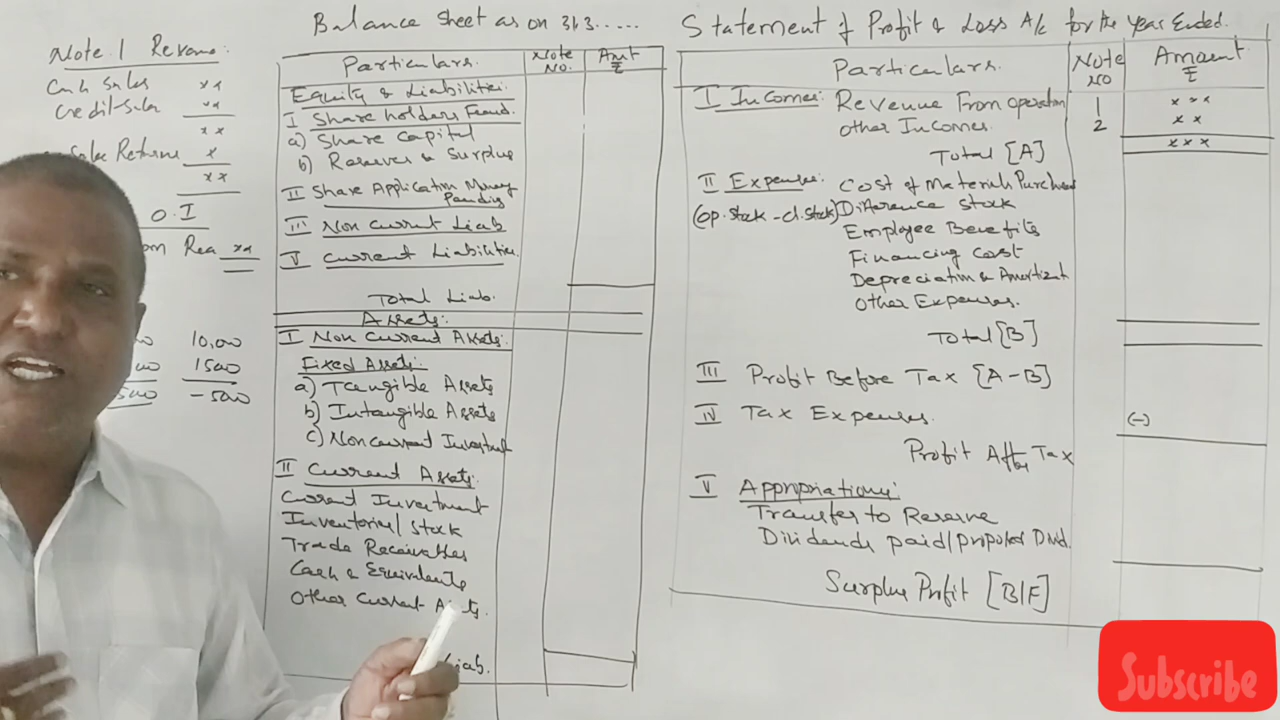 Note. 1 Revenue:
Cash Sales xx
Credit Sales xx
xx
Sales Returns x
xx
O.I
Rea xx
10,000
1500
-500
Balance Sheet as on 31.3......
Particulars. Note No. Amt ₹
Equity & Liabilities:
I Share holders Fund:
a) Share Capital
b) Reserves & Surplus
II Share Application Money Pending
III Non Current Liab
V Current Liabilities
Total Liab.
Assets:
I Non Current Assets:
Fixed Assets:
a) Tangible Assets
b) Intangible Assets
c) Non current Investmt
II Current Assets:
Current Investment
Inventories/Stock
Trade Receivables
Cash & Equivalents
Other Current Assets.
Liab.
Statement of Profit & Loss A/c for the Year Ended.
Particulars. Note No Amount ₹
I Incomes: Revenue From operation 1 xxx
Other Incomes 2 xx
Total [A] xxx
II Expenses: Cost of Materials Purchased
(op. Stock - cl. Stock) Difference Stock
Employee Benefits
Financing Cost
Depreciation & Amortizat
Other Expenses.
Total [B]
III Profit Before Tax [A-B]
IV Tax Expenses. (-)
Profit After Tax
V Appropriations:
Transfer to Reserve
Dividends paid/proposed Divd.
Surplus Profit [B/F]
Subscribe